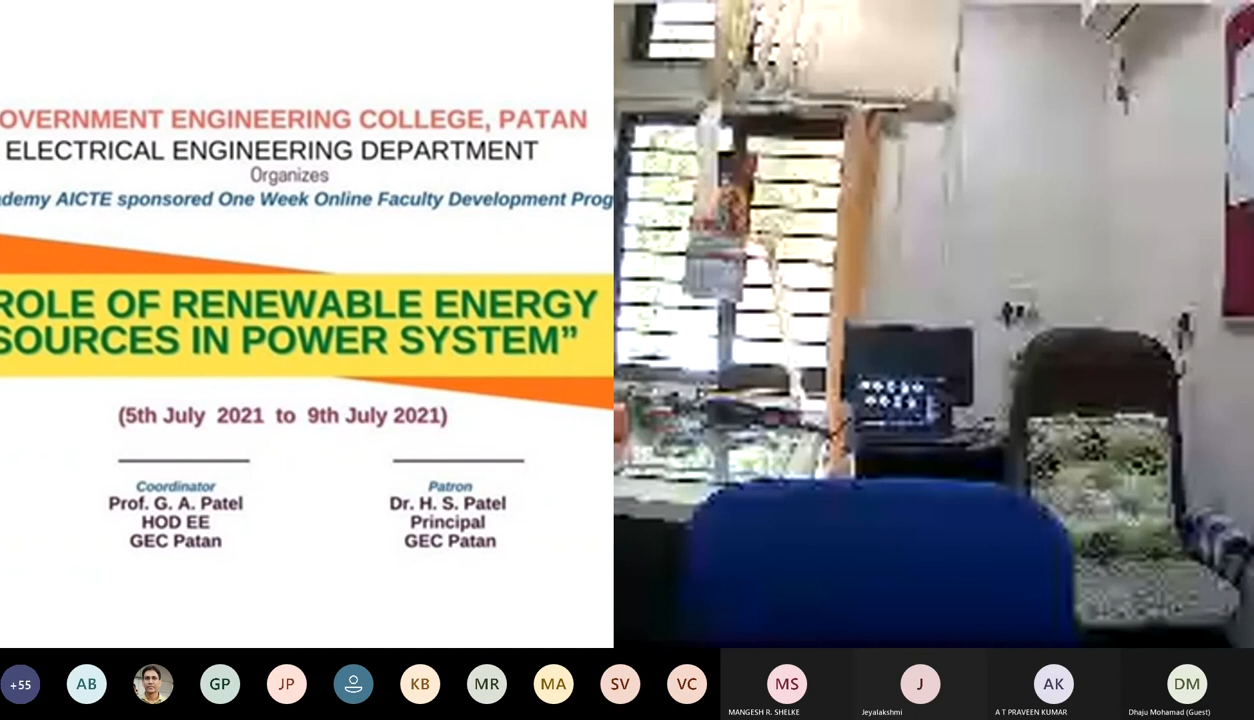 OVERNMENT ENGINEERING COLLEGE, PATAN
ELECTRICAL ENGINEERING DEPARTMENT
Organizes
ademy AICTE sponsored One Week Online Faculty Development Prog
ROLE OF RENEWABLE ENERGY
SOURCES IN POWER SYSTEM”
(5th July 2021 to 9th July 2021)
Coordinator
Prof. G. A. Patel
HOD EE
GEC Patan
Patron
Dr. H. S. Patel
Principal
GEC Patan
+55
AB
GP
JP
KB
MR
MA
SV
VC
MS
MANGESH R. SHELKE
J
Jeyalakshmi
AK
A T PRAVEEN KUMAR
DM
Dhaju Mohamad (Guest)